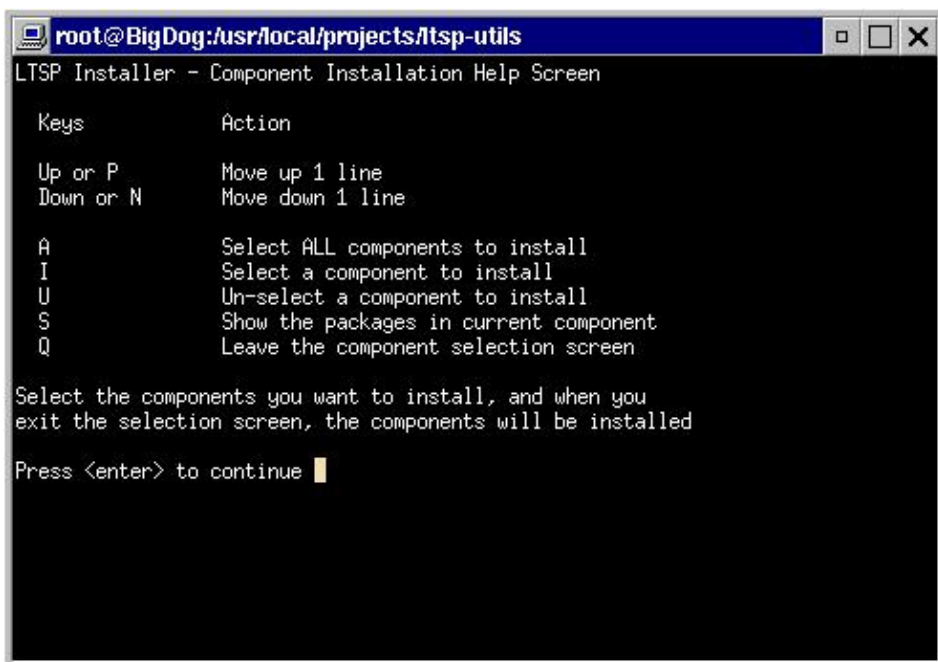 root@BigDog:/usr/local/projects/ltsp-utils
LTSP Installer - Component Installation Help Screen
Keys Action
Up or P Move up 1 line
Down or N Move down 1 line
A Select ALL components to install
I Select a component to install
U Un-select a component to install
S Show the packages in current component
Q Leave the component selection screen
Select the components you want to install, and when you
exit the selection screen, the components will be installed
Press <enter> to continue